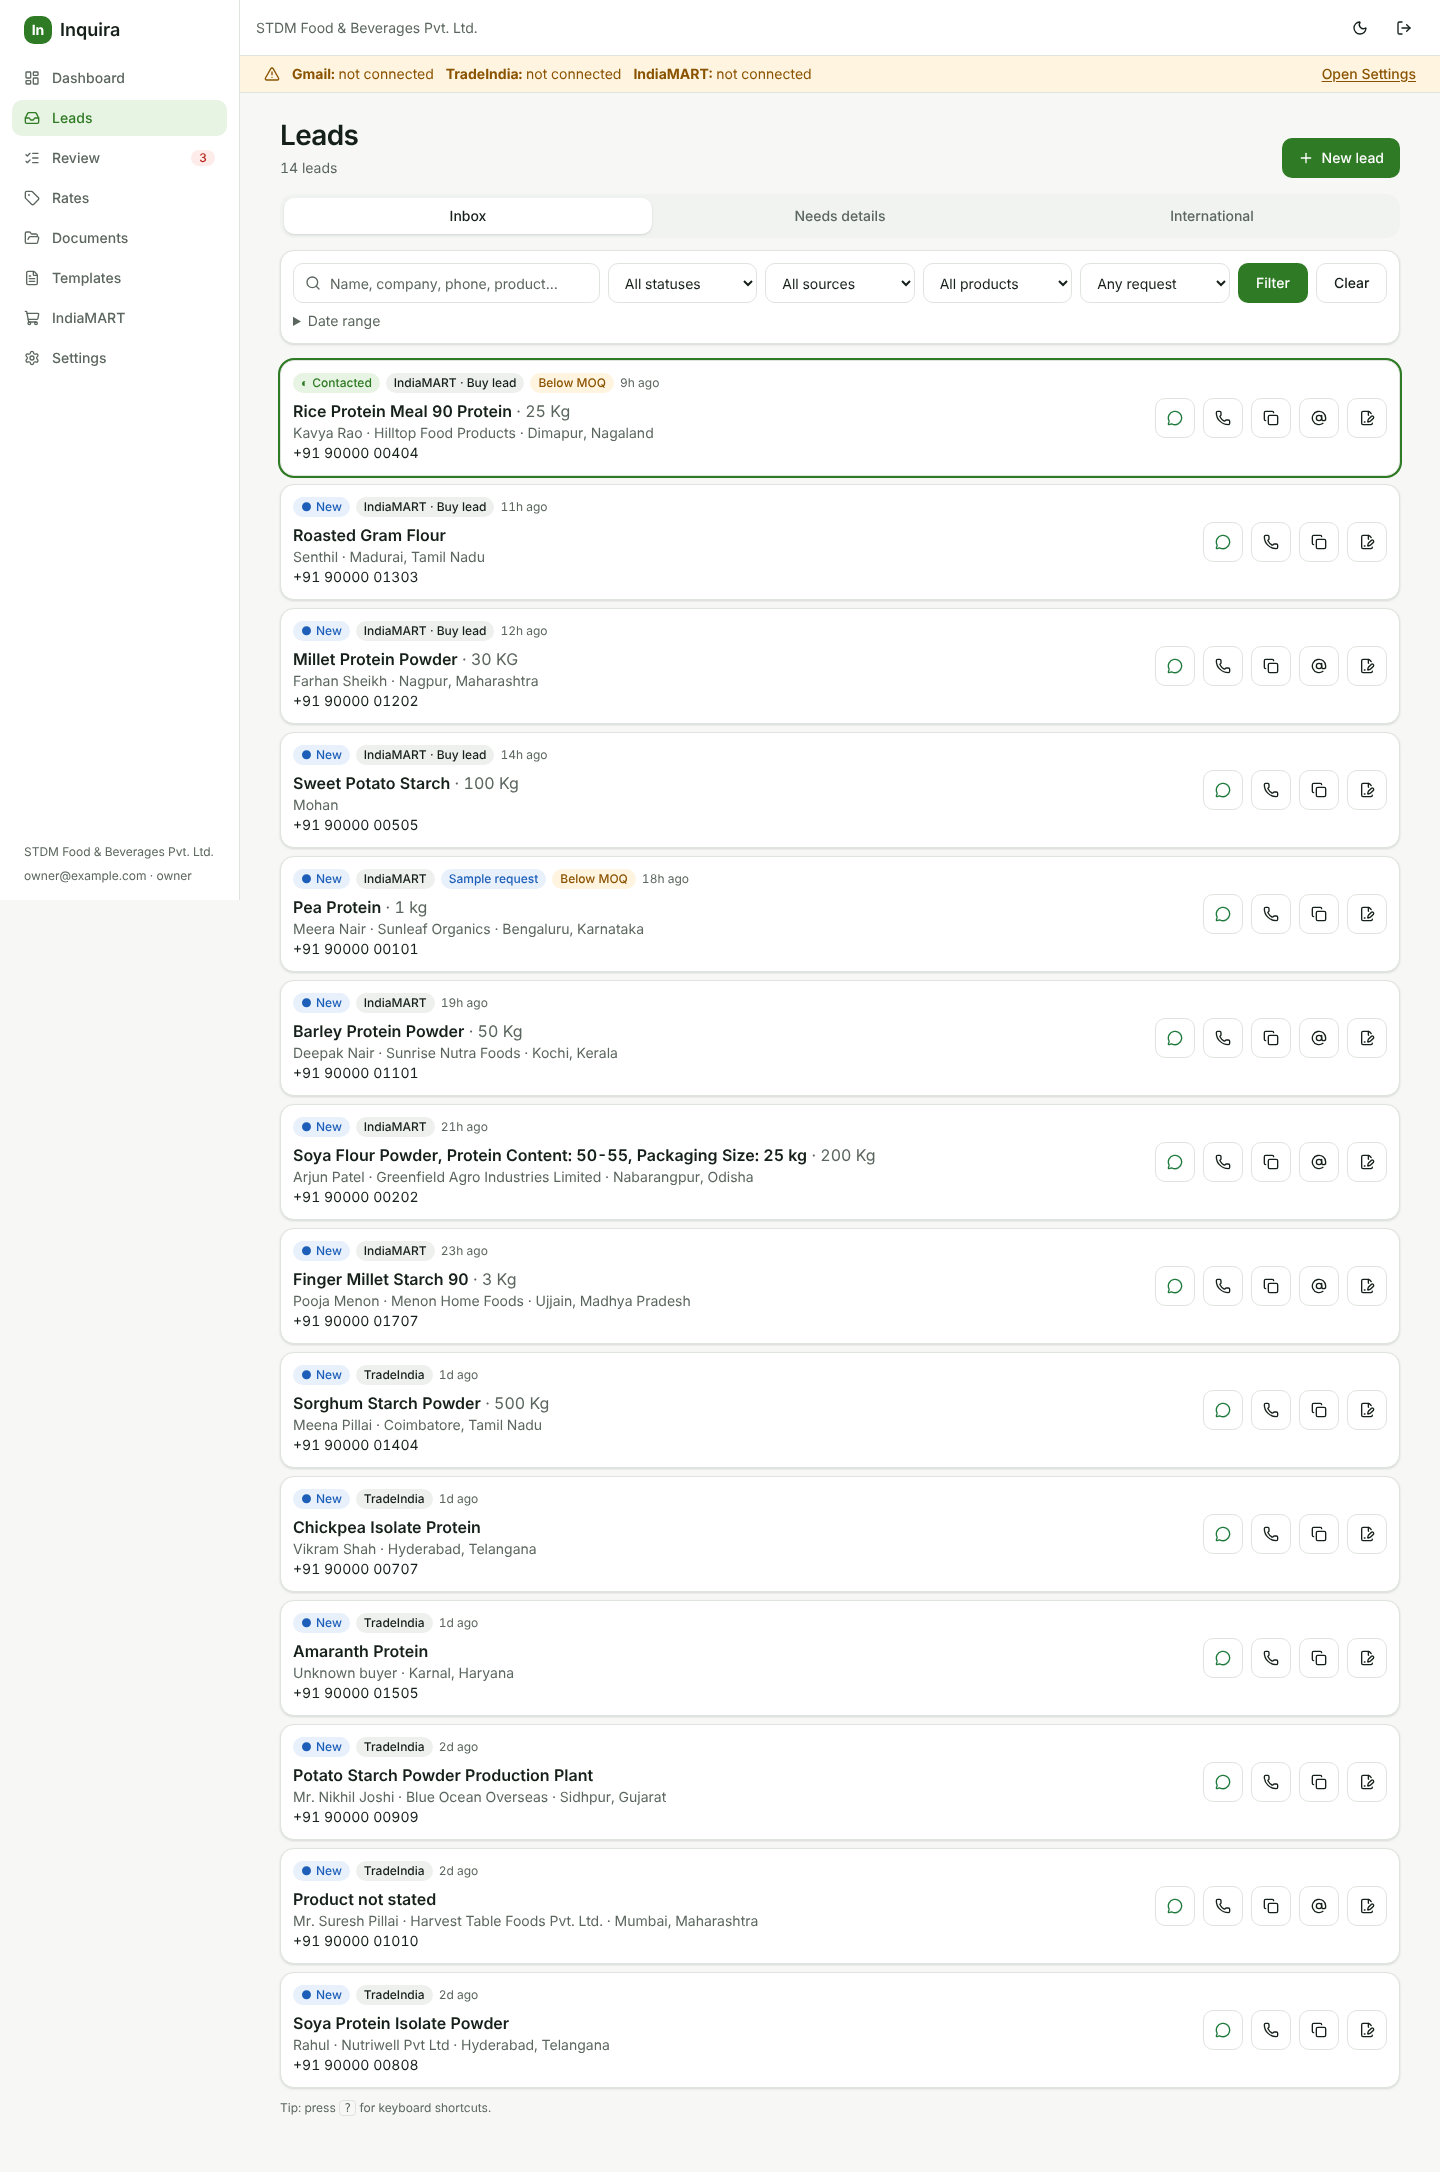 In Inquira
Dashboard
Leads
Review 3
Rates
Documents
Templates
IndiaMART
Settings
STDM Food & Beverages Pvt. Ltd.
owner@example.com · owner
STDM Food & Beverages Pvt. Ltd.
Gmail: not connected TradeIndia: not connected IndiaMART: not connected Open Settings
Leads
14 leads
+ New lead
Inbox Needs details International
Name, company, phone, product... All statuses All sources All products Any request Filter Clear
Date range
Contacted IndiaMART · Buy lead Below MOQ 9h ago
Rice Protein Meal 90 Protein · 25 Kg
Kavya Rao · Hilltop Food Products · Dimapur, Nagaland
+91 90000 00404
New IndiaMART · Buy lead 11h ago
Roasted Gram Flour
Senthil · Madurai, Tamil Nadu
+91 90000 01303
New IndiaMART · Buy lead 12h ago
Millet Protein Powder · 30 KG
Farhan Sheikh · Nagpur, Maharashtra
+91 90000 01202
New IndiaMART · Buy lead 14h ago
Sweet Potato Starch · 100 Kg
Mohan
+91 90000 00505
New IndiaMART Sample request Below MOQ 18h ago
Pea Protein · 1 kg
Meera Nair · Sunleaf Organics · Bengaluru, Karnataka
+91 90000 00101
New IndiaMART 19h ago
Barley Protein Powder · 50 Kg
Deepak Nair · Sunrise Nutra Foods · Kochi, Kerala
+91 90000 01101
New IndiaMART 21h ago
Soya Flour Powder, Protein Content: 50-55, Packaging Size: 25 kg · 200 Kg
Arjun Patel · Greenfield Agro Industries Limited · Nabarangpur, Odisha
+91 90000 00202
New IndiaMART 23h ago
Finger Millet Starch 90 · 3 Kg
Pooja Menon · Menon Home Foods · Ujjain, Madhya Pradesh
+91 90000 01707
New TradeIndia 1d ago
Sorghum Starch Powder · 500 Kg
Meena Pillai · Coimbatore, Tamil Nadu
+91 90000 01404
New TradeIndia 1d ago
Chickpea Isolate Protein
Vikram Shah · Hyderabad, Telangana
+91 90000 00707
New TradeIndia 1d ago
Amaranth Protein
Unknown buyer · Karnal, Haryana
+91 90000 01505
New TradeIndia 2d ago
Potato Starch Powder Production Plant
Mr. Nikhil Joshi · Blue Ocean Overseas · Sidhpur, Gujarat
+91 90000 00909
New TradeIndia 2d ago
Product not stated
Mr. Suresh Pillai · Harvest Table Foods Pvt. Ltd. · Mumbai, Maharashtra
+91 90000 01010
New TradeIndia 2d ago
Soya Protein Isolate Powder
Rahul · Nutriwell Pvt Ltd · Hyderabad, Telangana
+91 90000 00808
Tip: press ? for keyboard shortcuts.